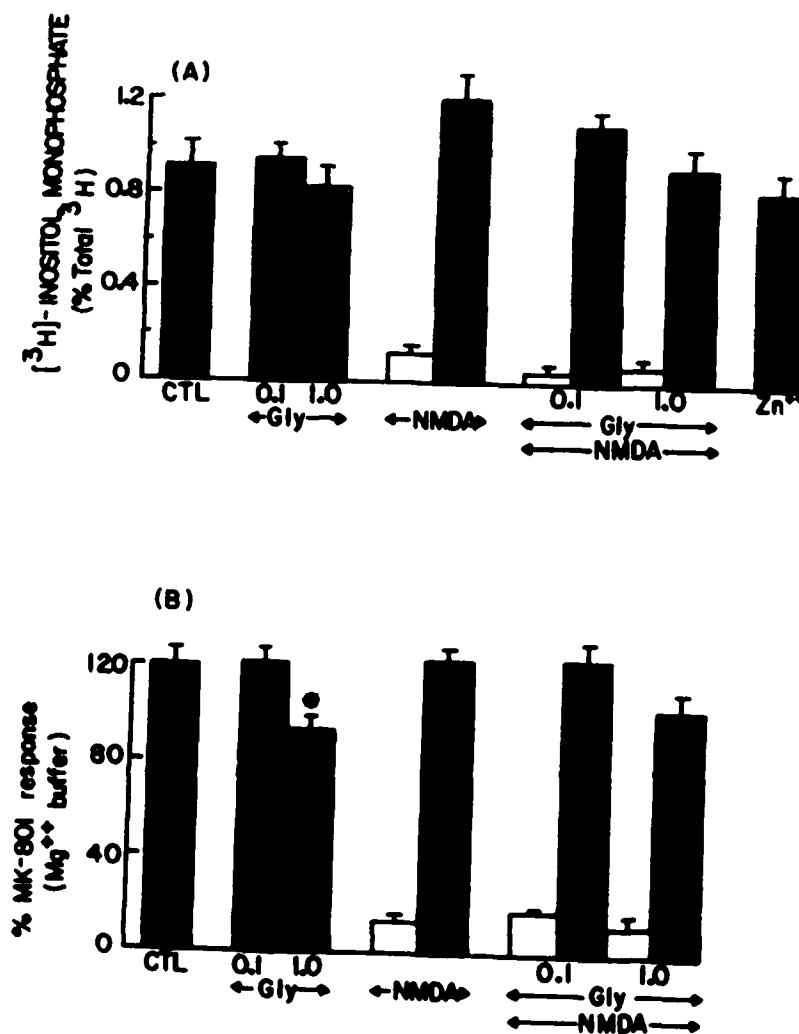 (A)
[³H]-INOSITOL MONOPHOSPHATE
(% Total ³H)
1.2
0.8
0.4
0
CTL
0.1 1.0
Gly
NMDA
0.1 1.0
Gly
NMDA
Zn⁺⁺
(B)
% MK-801 response
(Mg⁺⁺ buffer)
120
80
40
0
CTL
0.1 1.0
Gly
NMDA
0.1 1.0
Gly
NMDA